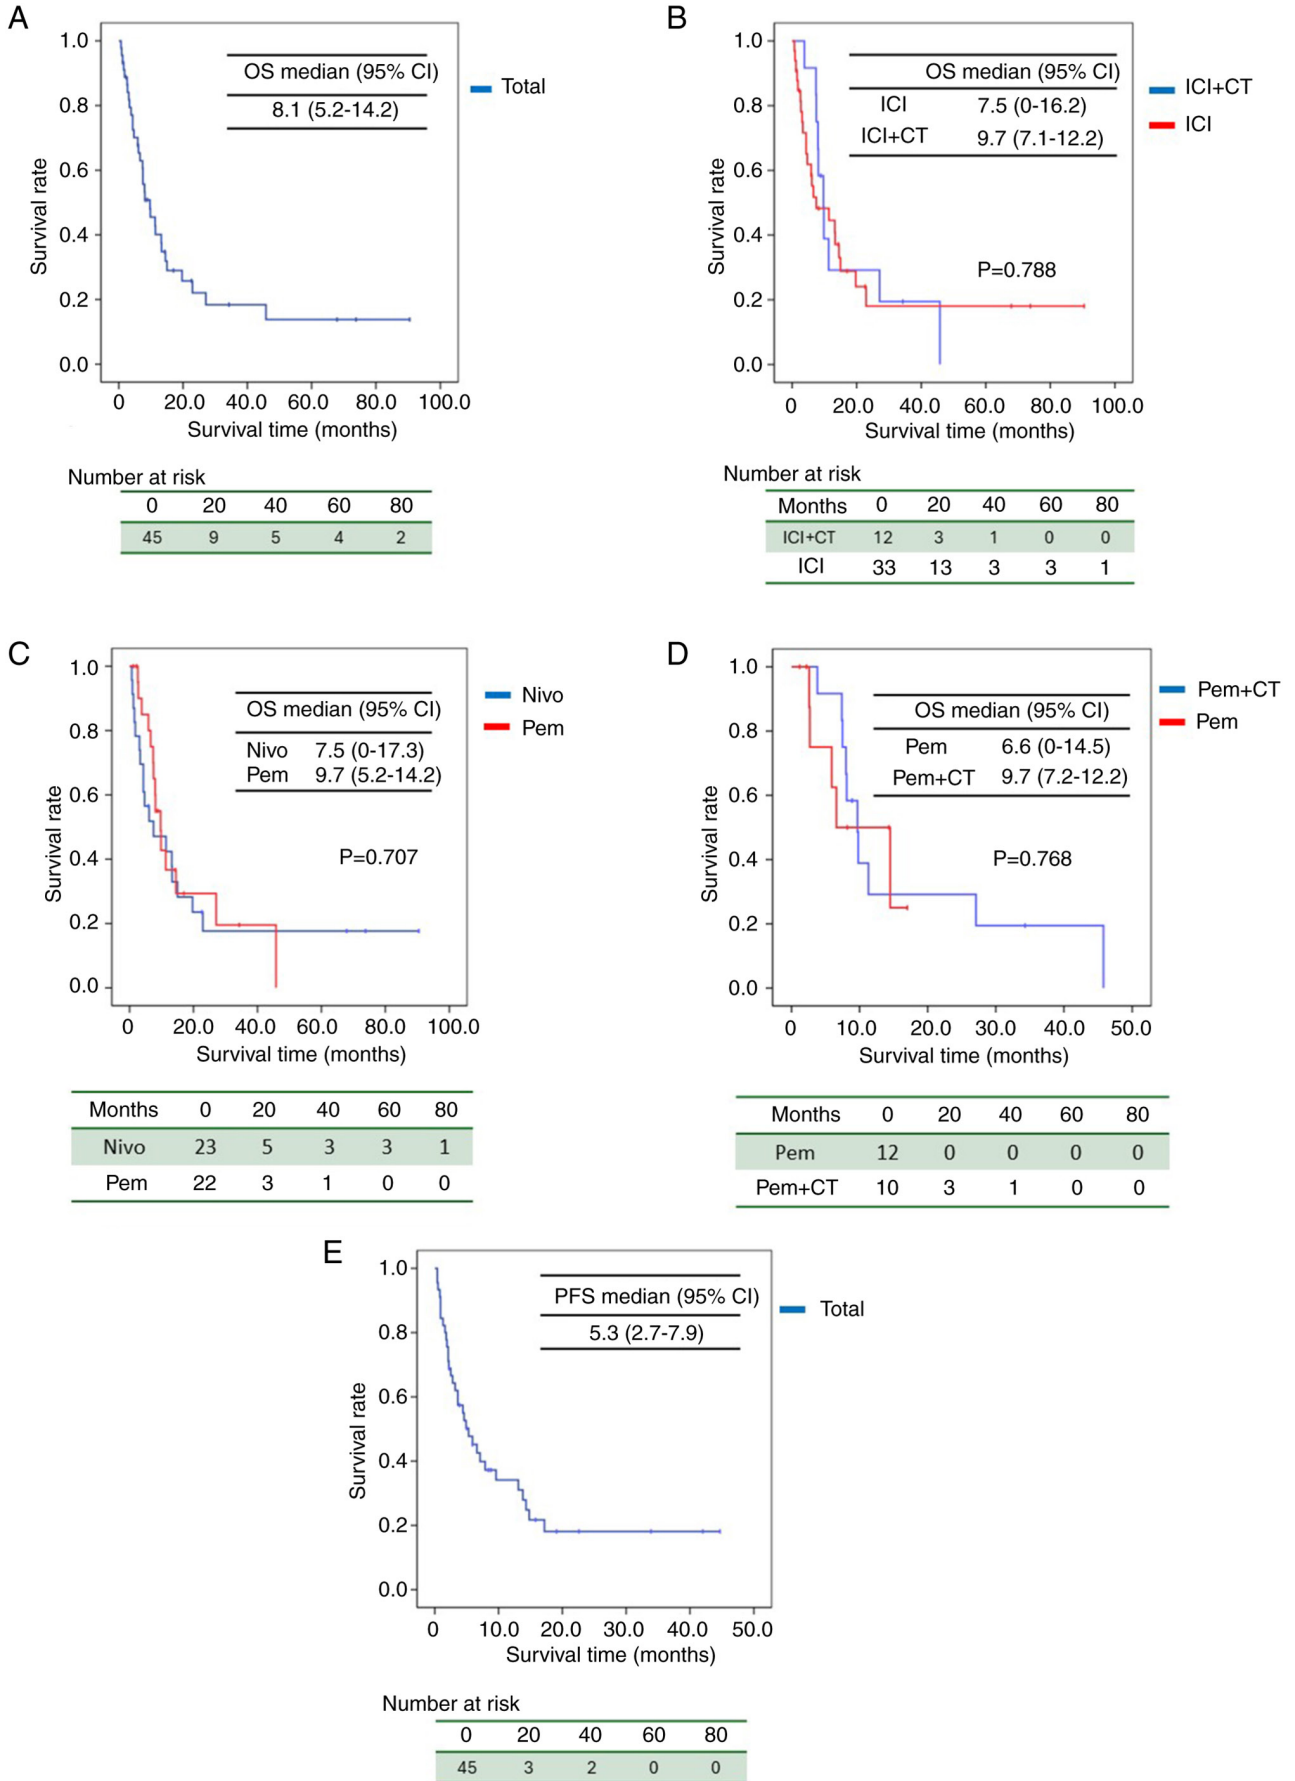 A
1.0
0.8
0.6
0.4
0.2
0.0
Survival rate
OS median (95% CI)
8.1 (5.2-14.2)
Total
0 20.0 40.0 60.0 80.0 100.0
Survival time (months)
Number at risk
0 20 40 60 80
45 9 5 4 2
B
1.0
0.8
0.6
0.4
0.2
0.0
Survival rate
OS median (95% CI)
ICI 7.5 (0-16.2)
ICI+CT 9.7 (7.1-12.2)
P=0.788
ICI+CT
ICI
0 20.0 40.0 60.0 80.0 100.0
Survival time (months)
Number at risk
Months 0 20 40 60 80
ICI+CT 12 3 1 0 0
ICI 33 13 3 3 1
C
1.0
0.8
0.6
0.4
0.2
0.0
Survival rate
OS median (95% CI)
Nivo 7.5 (0-17.3)
Pem 9.7 (5.2-14.2)
P=0.707
Nivo
Pem
0 20.0 40.0 60.0 80.0 100.0
Survival time (months)
Months 0 20 40 60 80
Nivo 23 5 3 3 1
Pem 22 3 1 0 0
D
1.0
0.8
0.6
0.4
0.2
0.0
Survival rate
OS median (95% CI)
Pem 6.6 (0-14.5)
Pem+CT 9.7 (7.2-12.2)
P=0.768
Pem+CT
Pem
0 10.0 20.0 30.0 40.0 50.0
Survival time (months)
Months 0 20 40 60 80
Pem 12 0 0 0 0
Pem+CT 10 3 1 0 0
E
1.0
0.8
0.6
0.4
0.2
0.0
Survival rate
PFS median (95% CI)
5.3 (2.7-7.9)
Total
0 10.0 20.0 30.0 40.0 50.0
Survival time (months)
Number at risk
0 20 40 60 80
45 3 2 0 0